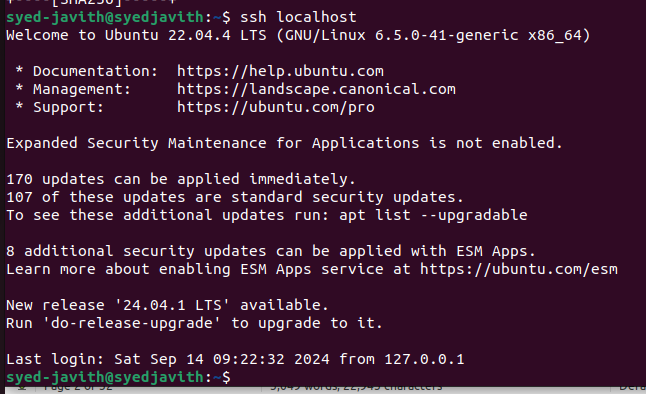 +----[SHA256]-----+
syed-javith@syedjavith:~$ ssh localhost
Welcome to Ubuntu 22.04.4 LTS (GNU/Linux 6.5.0-41-generic x86_64)

 * Documentation:  https://help.ubuntu.com
 * Management:     https://landscape.canonical.com
 * Support:        https://ubuntu.com/pro

Expanded Security Maintenance for Applications is not enabled.

170 updates can be applied immediately.
107 of these updates are standard security updates.
To see these additional updates run: apt list --upgradable

8 additional security updates can be applied with ESM Apps.
Learn more about enabling ESM Apps service at https://ubuntu.com/esm

New release '24.04.1 LTS' available.
Run 'do-release-upgrade' to upgrade to it.

Last login: Sat Sep 14 09:22:32 2024 from 127.0.0.1
syed-javith@syedjavith:~$